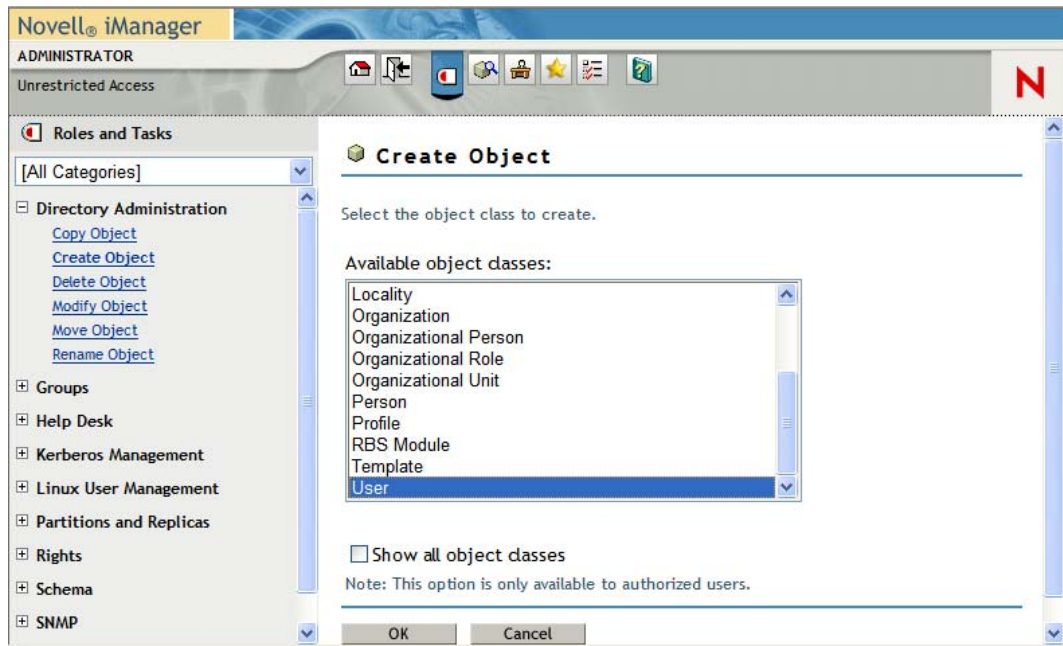 Novell® iManager
ADMINISTRATOR
Unrestricted Access
N
Roles and Tasks
[All Categories]
Directory Administration
Copy Object
Create Object
Delete Object
Modify Object
Move Object
Rename Object
Groups
Help Desk
Kerberos Management
Linux User Management
Partitions and Replicas
Rights
Schema
SNMP
Create Object
Select the object class to create.
Available object classes:
Locality
Organization
Organizational Person
Organizational Role
Organizational Unit
Person
Profile
RBS Module
Template
User
Show all object classes
Note: This option is only available to authorized users.
OK Cancel